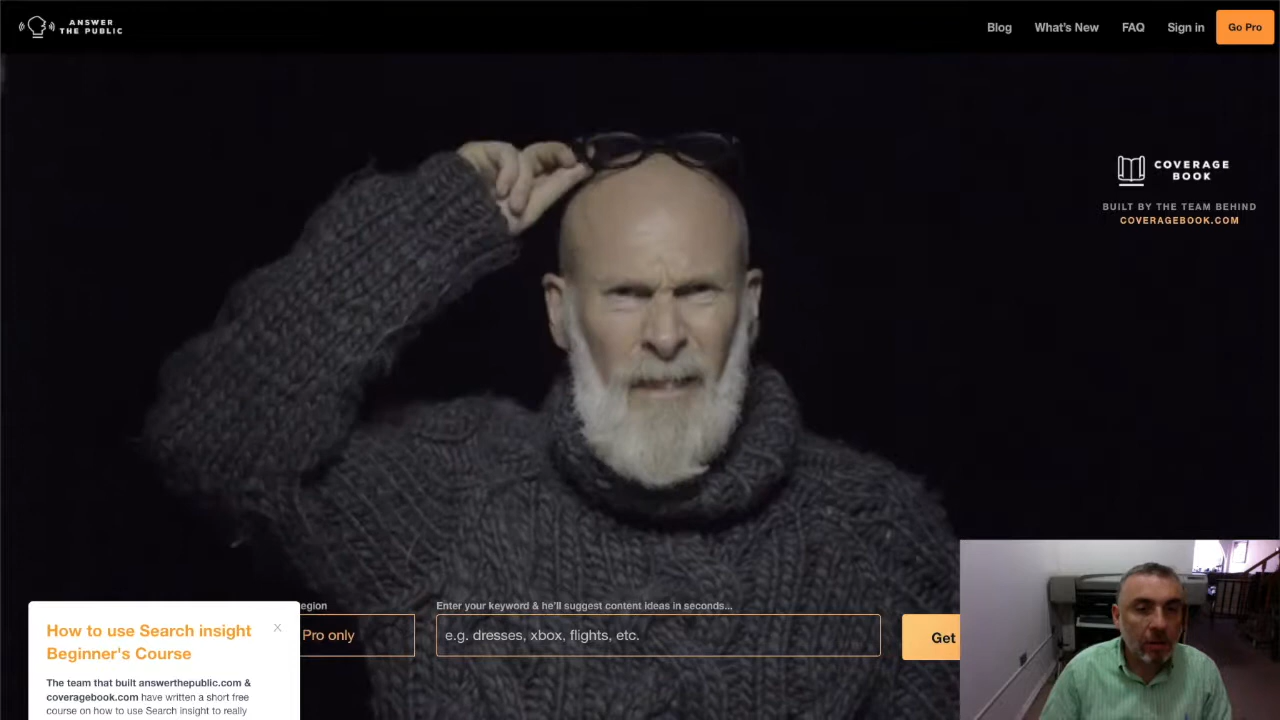 ANSWER
THE PUBLIC
Blog What's New FAQ Sign in Go Pro
COVERAGE
BOOK
BUILT BY THE TEAM BEHIND
COVERAGEBOOK.COM
egion
Pro only
Enter your keyword & he'll suggest content ideas in seconds...
e.g. dresses, xbox, flights, etc.
Get
How to use Search insight
Beginner's Course
The team that built answerthepublic.com &
coveragebook.com have written a short free
course on how to use Search insight to really